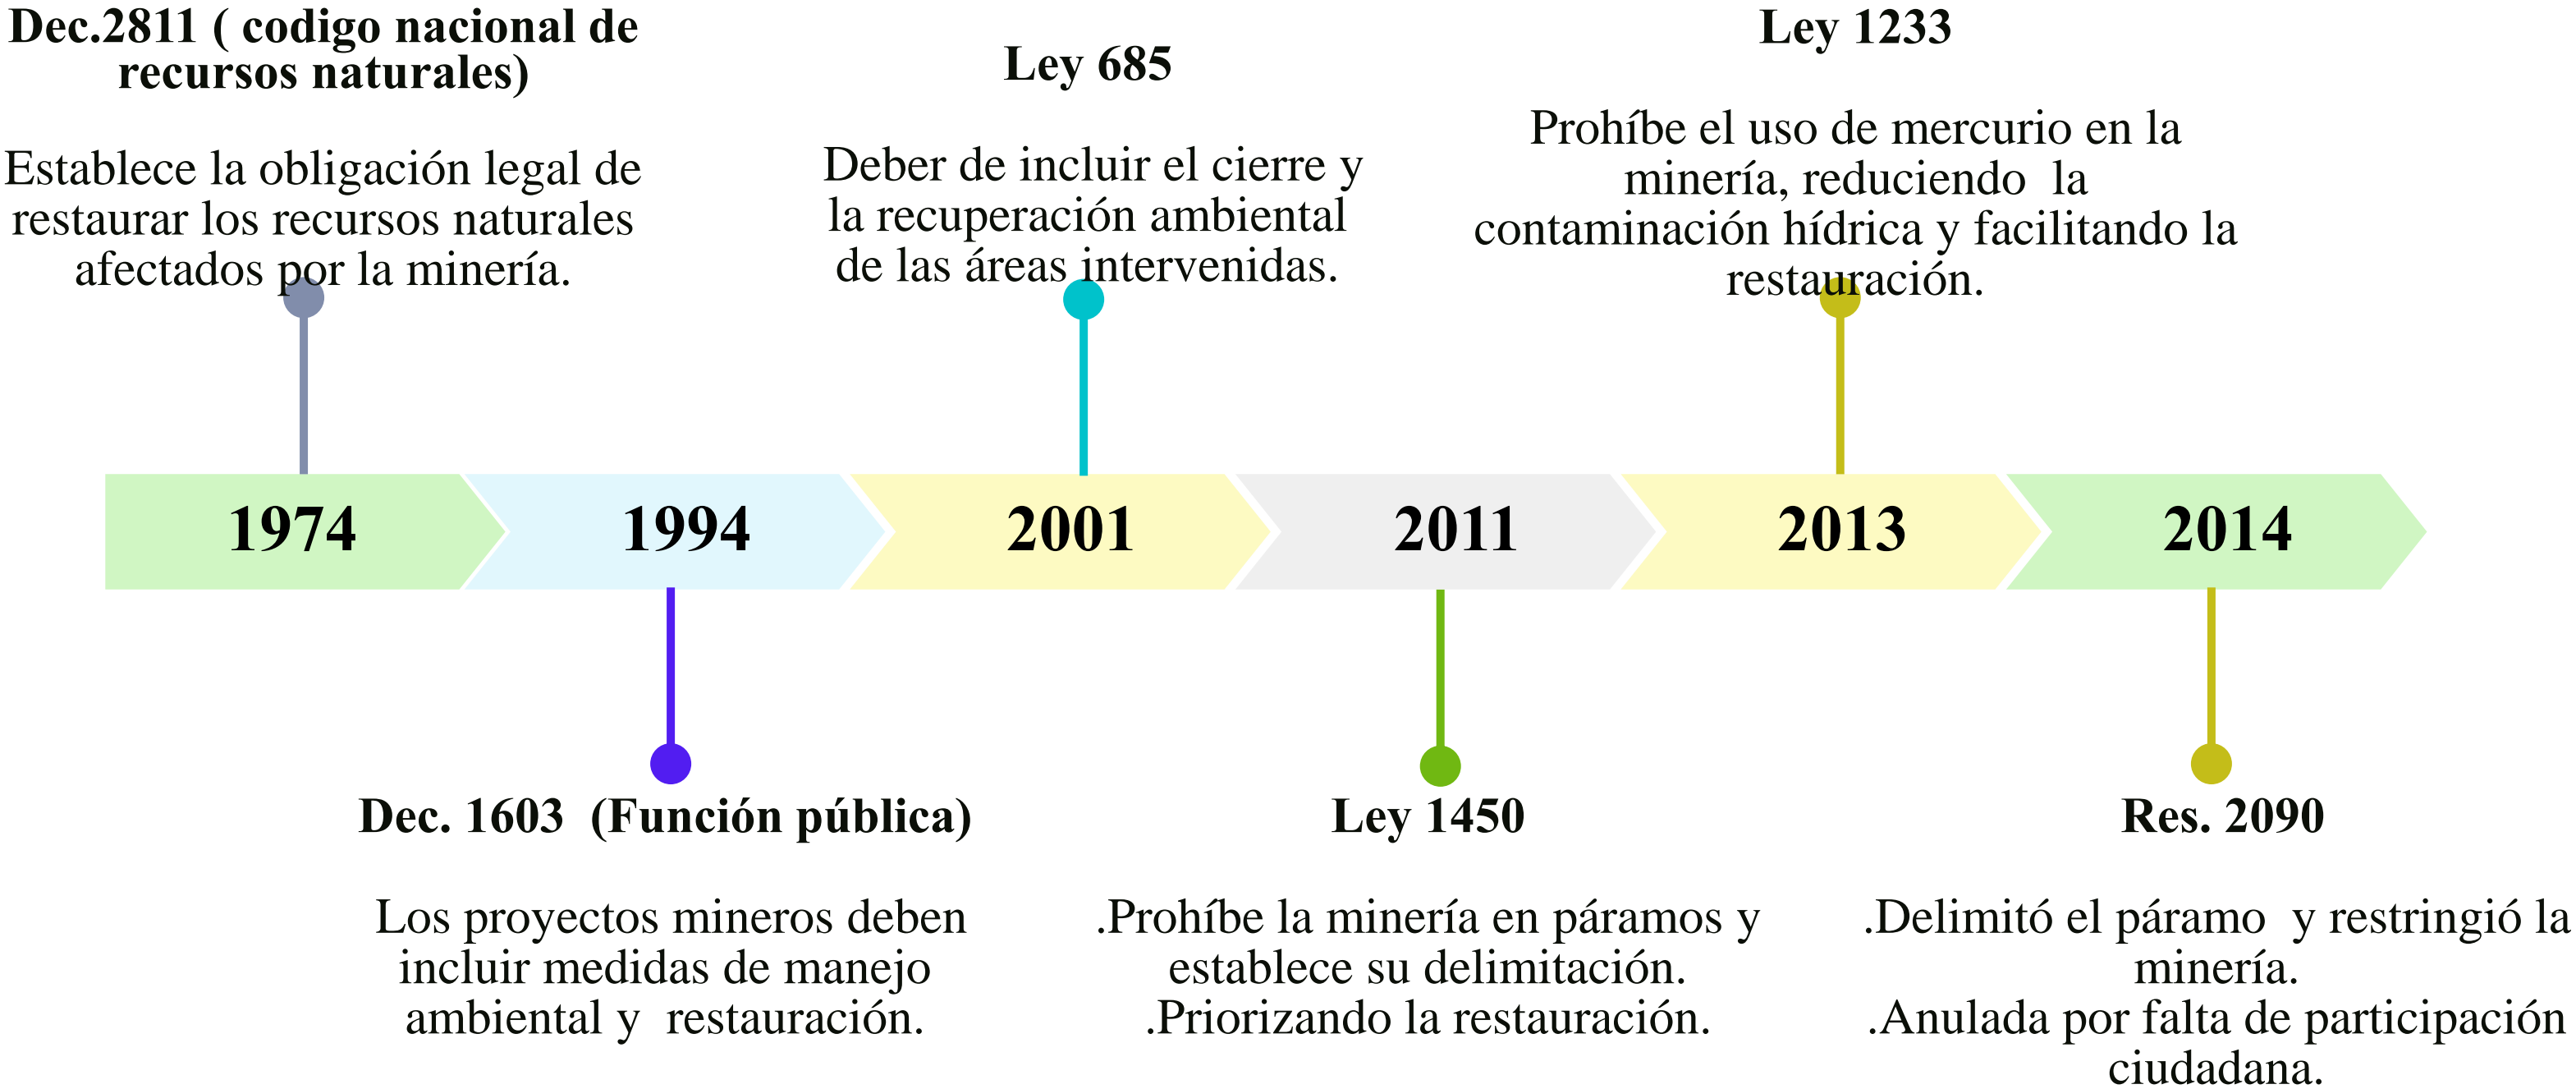 Dec.2811 ( codigo nacional de
recursos naturales)
Establece la obligación legal de
restaurar los recursos naturales
afectados por la minería.
Ley 685
Deber de incluir el cierre y
la recuperación ambiental
de las áreas intervenidas.
Ley 1233
Prohíbe el uso de mercurio en la
minería, reduciendo  la
contaminación hídrica y facilitando la
restauración.
1974
1994
2001
2011
2013
2014
Dec. 1603  (Función pública)
Los proyectos mineros deben
incluir medidas de manejo
ambiental y  restauración.
Ley 1450
.Prohíbe la minería en páramos y
establece su delimitación.
.Priorizando la restauración.
Res. 2090
.Delimitó el páramo  y restringió la
minería.
.Anulada por falta de participación
ciudadana.